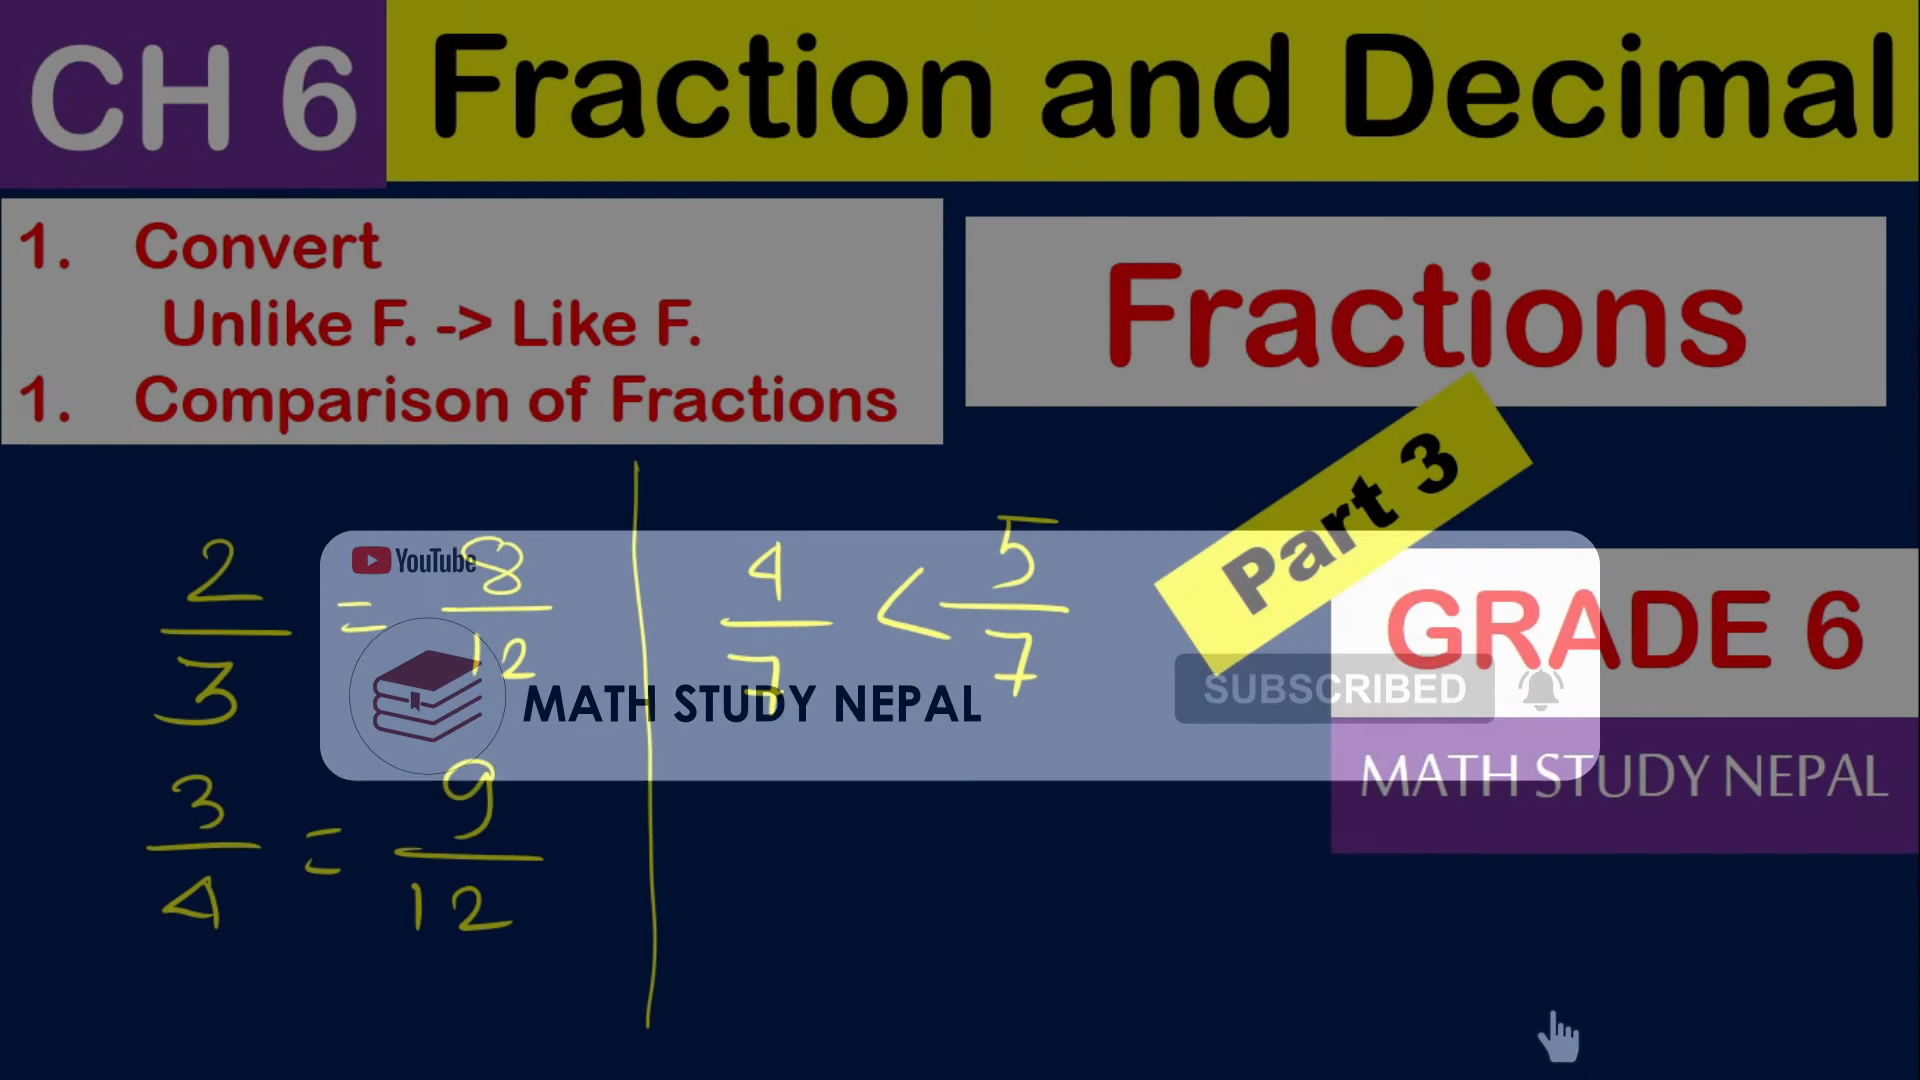 CH 6 Fraction and Decimal
1. Convert
Unlike F. -> Like F.
1. Comparison of Fractions
Fractions
Part 3
GRADE 6
MATH STUDY NEPAL
2/3 = 8/12
3/4 = 9/12
4/7 < 5/7
YouTube
MATH STUDY NEPAL
SUBSCRIBED